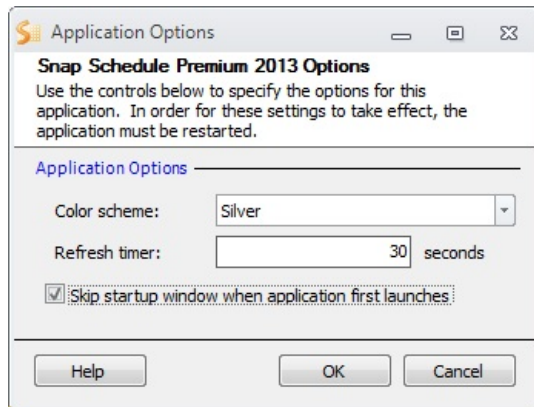 Application Options
Snap Schedule Premium 2013 Options
Use the controls below to specify the options for this
application. In order for these settings to take effect, the
application must be restarted.
Application Options
Color scheme: Silver
Refresh timer: 30 seconds
Skip startup window when application first launches
Help OK Cancel